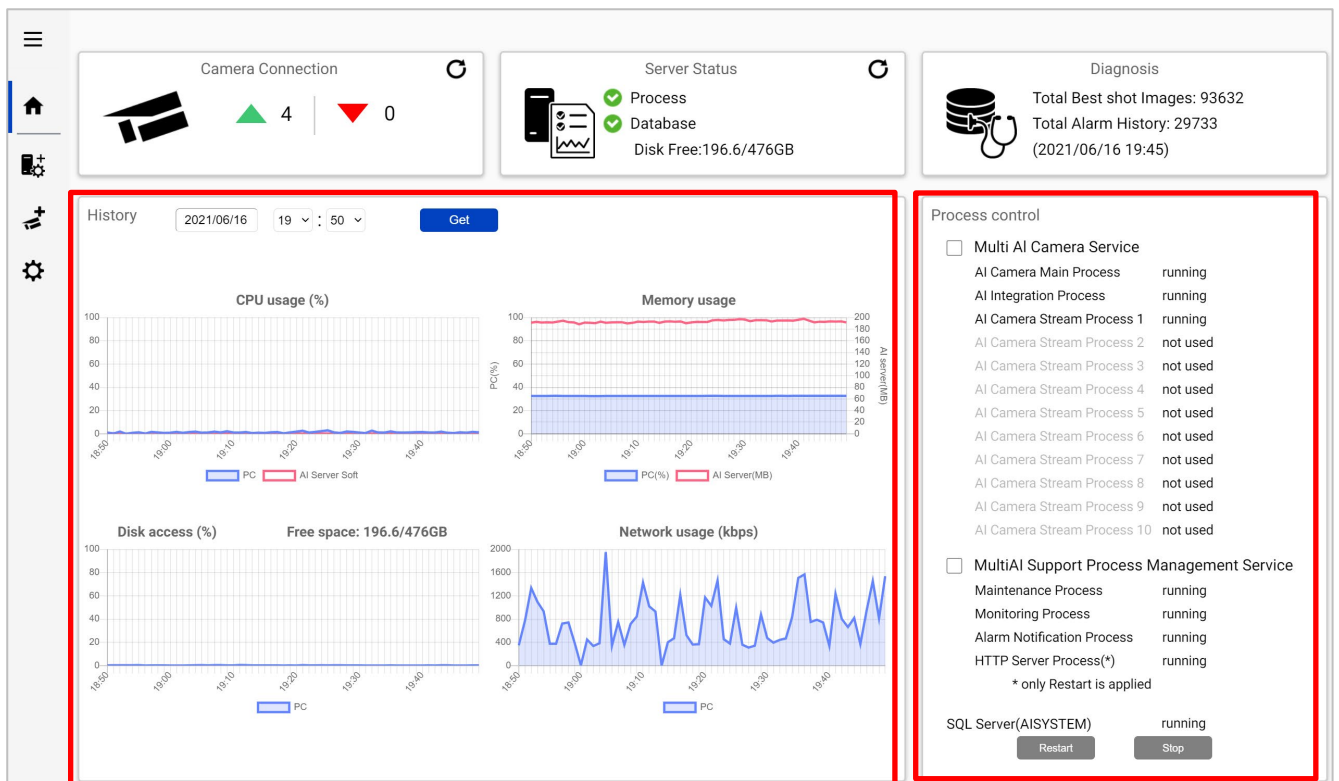 Camera Connection
4
0
Server Status
Process
Database
Disk Free:196.6/476GB
Diagnosis
Total Best shot Images: 93632
Total Alarm History: 29733
(2021/06/16 19:45)
History
2021/06/16 19 : 50 Get
CPU usage (%)
100
80
60
40
20
0
18:50 19:00 19:10 19:20 19:30 19:40
PC AI Server Soft
Memory usage
PC(%)
100
80
60
40
20
0
200
180
160
140
120
100
80
60
40
20
0
AI server(MB)
18:50 19:00 19:10 19:20 19:30 19:40
PC(%) AI Server(MB)
Disk access (%) Free space: 196.6/476GB
100
80
60
40
20
0
18:50 19:00 19:10 19:20 19:30 19:40
PC
Network usage (kbps)
2000
1600
1200
800
400
0
18:50 19:00 19:10 19:20 19:30 19:40
PC
Process control
Multi AI Camera Service
AI Camera Main Process running
AI Integration Process running
AI Camera Stream Process 1 running
AI Camera Stream Process 2 not used
AI Camera Stream Process 3 not used
AI Camera Stream Process 4 not used
AI Camera Stream Process 5 not used
AI Camera Stream Process 6 not used
AI Camera Stream Process 7 not used
AI Camera Stream Process 8 not used
AI Camera Stream Process 9 not used
AI Camera Stream Process 10 not used
MultiAI Support Process Management Service
Maintenance Process running
Monitoring Process running
Alarm Notification Process running
HTTP Server Process(*) running
* only Restart is applied
SQL Server(AISYSTEM) running
Restart Stop